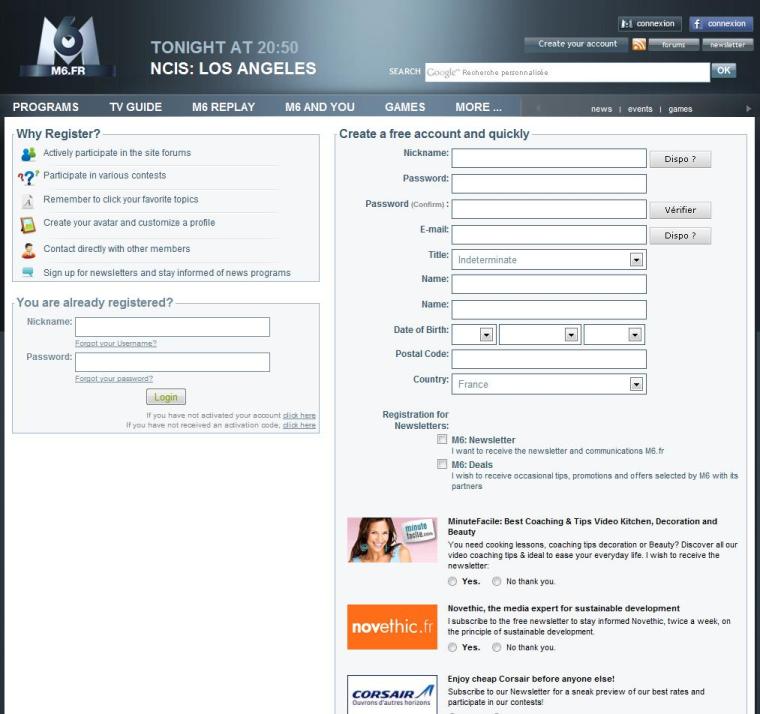 M6.FR
TONIGHT AT 20:50
NCIS: LOS ANGELES
connexion
f connexion
Create your account
forums
newsletter
SEARCH
Google™ Recherche personnalisée
OK
PROGRAMS
TV GUIDE
M6 REPLAY
M6 AND YOU
GAMES
MORE ...
news | events | games
Why Register?
Actively participate in the site forums
Participate in various contests
Remember to click your favorite topics
Create your avatar and customize a profile
Contact directly with other members
Sign up for newsletters and stay informed of news programs
You are already registered?
Nickname:
Forgot your Username?
Password:
Forgot your password?
Login
If you have not activated your account click here
If you have not received an activation code, click here
Create a free account and quickly
Nickname:
Dispo ?
Password:
Password (Confirm) :
Vérifier
E-mail:
Dispo ?
Title:
Indeterminate
Name:
Name:
Date of Birth:
Postal Code:
Country:
France
Registration for
Newsletters:
M6: Newsletter
I want to receive the newsletter and communications M6.fr
M6: Deals
I wish to receive occasional tips, promotions and offers selected by M6 with its
partners
minute
facile.com
MinuteFacile: Best Coaching & Tips Video Kitchen, Decoration and
Beauty
You need cooking lessons, coaching tips decoration or Beauty? Discover all our
video coaching tips & ideal to ease your everyday life. I wish to receive the
newsletter:
Yes. No thank you.
novethic.fr
Novethic, the media expert for sustainable development
I subscribe to the free newsletter to stay informed Novethic, twice a week, on
the principle of sustainable development.
Yes. No thank you.
CORSAIR
Ouvrons d'autres horizons
Enjoy cheap Corsair before anyone else!
Subscribe to our Newsletter for a sneak preview of our best rates and
participate in our contests!